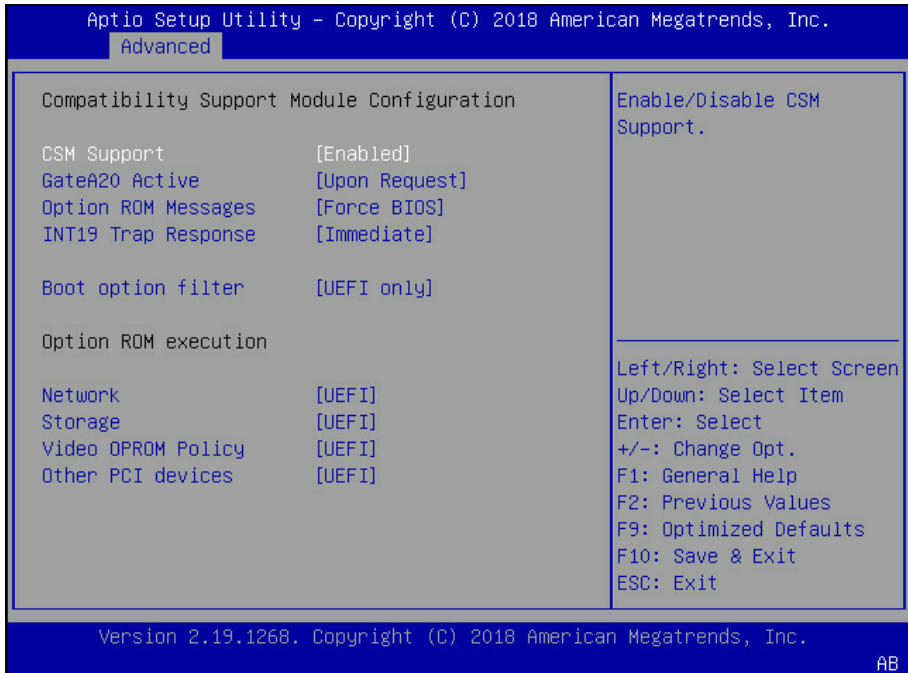 Aptio Setup Utility – Copyright (C) 2018 American Megatrends, Inc.
Advanced
Compatibility Support Module Configuration
CSM Support [Enabled]
GateA20 Active [Upon Request]
Option ROM Messages [Force BIOS]
INT19 Trap Response [Immediate]
Boot option filter [UEFI only]
Option ROM execution
Network [UEFI]
Storage [UEFI]
Video OPROM Policy [UEFI]
Other PCI devices [UEFI]
Enable/Disable CSM
Support.
Left/Right: Select Screen
Up/Down: Select Item
Enter: Select
+/-: Change Opt.
F1: General Help
F2: Previous Values
F9: Optimized Defaults
F10: Save & Exit
ESC: Exit
Version 2.19.1268. Copyright (C) 2018 American Megatrends, Inc.
AB